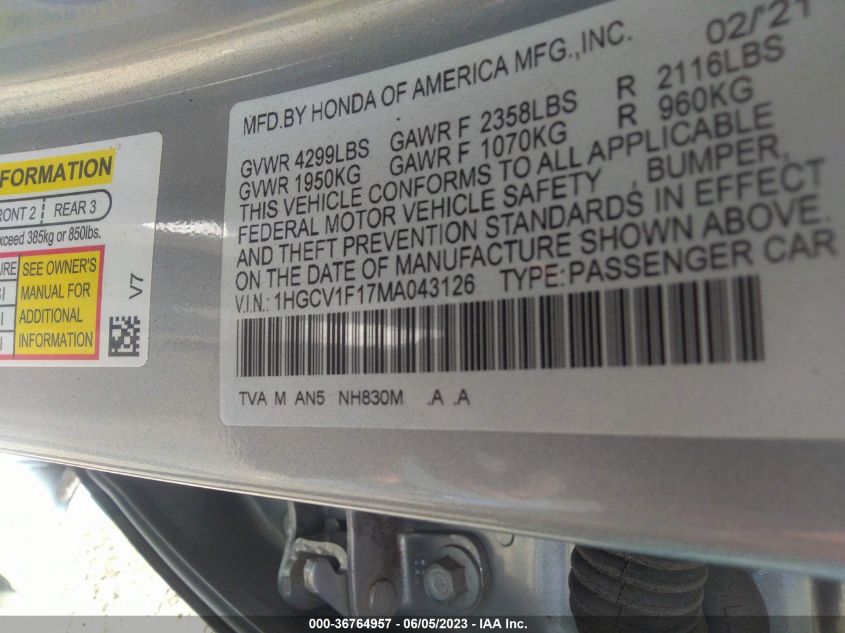 MFD.BY HONDA OF AMERICA MFG.,INC. 02/'21
GVWR 4299LBS GAWR F 2358LBS R 2116LBS
GVWR 1950KG GAWR F 1070KG R 960KG
THIS VEHICLE CONFORMS TO ALL APPLICABLE
FEDERAL MOTOR VEHICLE SAFETY , BUMPER,
AND THEFT PREVENTION STANDARDS IN EFFECT
ON THE DATE OF MANUFACTURE SHOWN ABOVE.
V.I.N.: 1HGCV1F17MA043126 TYPE:PASSENGER CAR
TVA M AN5 NH830M .A .A
FORMATION
FRONT 2 REAR 3
exceed 385kg or 850lbs.
SEE OWNER'S
MANUAL FOR
ADDITIONAL
INFORMATION
V7
000-36764957 - 06/05/2023 - IAA Inc.